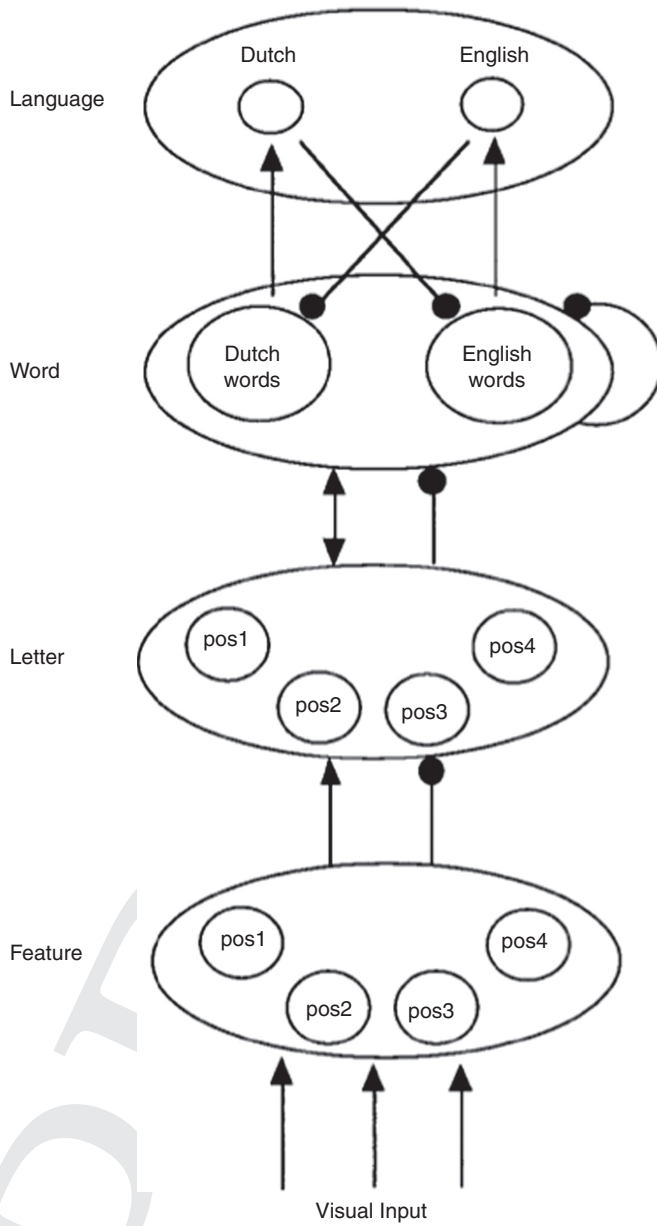 Dutch English
Language
Word
Dutch
words
English
words
Letter
pos1
pos2
pos3
pos4
Feature
pos1
pos2
pos3
pos4
Visual Input